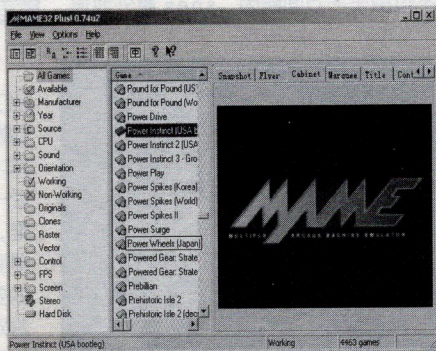 MAME32 Plus! 0.74u2
File View Options Help
All Games
Available
Manufacturer
Year
Source
CPU
Sound
Orientation
Working
Non-Working
Originals
Clones
Raster
Vector
Control
FPS
Screen
Stereo
Hard Disk
Game
Pound for Pound (US
Pound for Pound (Wo
Power Drive
Power Instinct (USA b
Power Instinct 2 (USA
Power Instinct 3 - Gro
Power Play
Power Spikes (Korea)
Power Spikes (World)
Power Spikes II
Power Surge
Power Wheels (Japan)
Powered Gear: Strate
Powered Gear: Strate
Prebillian
Prehistoric Isle 2
Prehistoric Isle 2 (decr
Snapshot Flyer Cabinet Marquee Title Cont
MAME
MULTIPLE ARCADE MACHINE EMULATOR
Power Instinct (USA bootleg) Working 4463 games